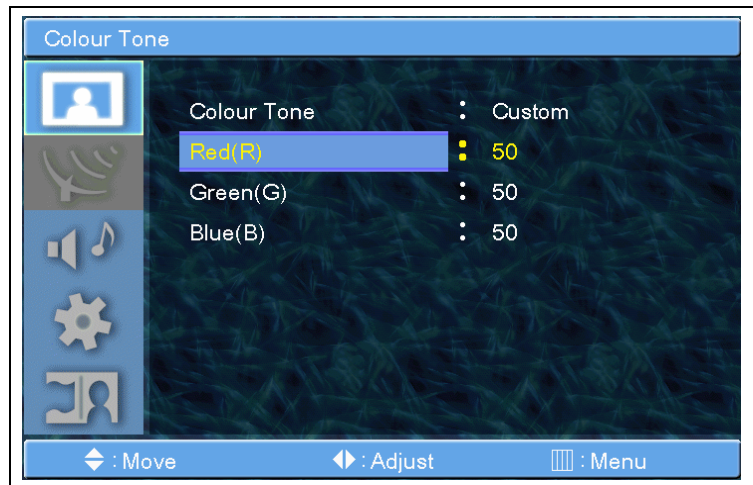 Colour Tone
Colour Tone : Custom
Red(R) : 50
Green(G) : 50
Blue(B) : 50
: Move : Adjust : Menu